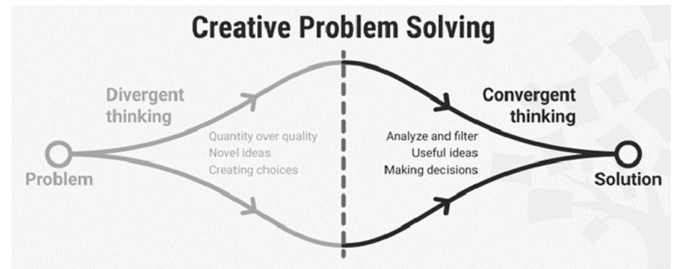 Creative Problem Solving
Divergent
thinking
Quantity over quality
Novel ideas
Creating choices
Problem
Convergent
thinking
Analyze and filter
Useful ideas
Making decisions
Solution